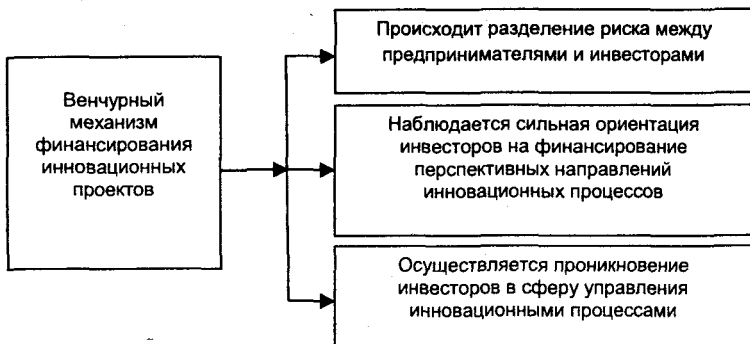 Венчурный
механизм
финансирования
инновационных
проектов
Происходит разделение риска между
предпринимателями и инвесторами
Наблюдается сильная ориентация
инвесторов на финансирование
перспективных направлений
инновационных процессов
Осуществляется проникновение
инвесторов в сферу управления
инновационными процессами